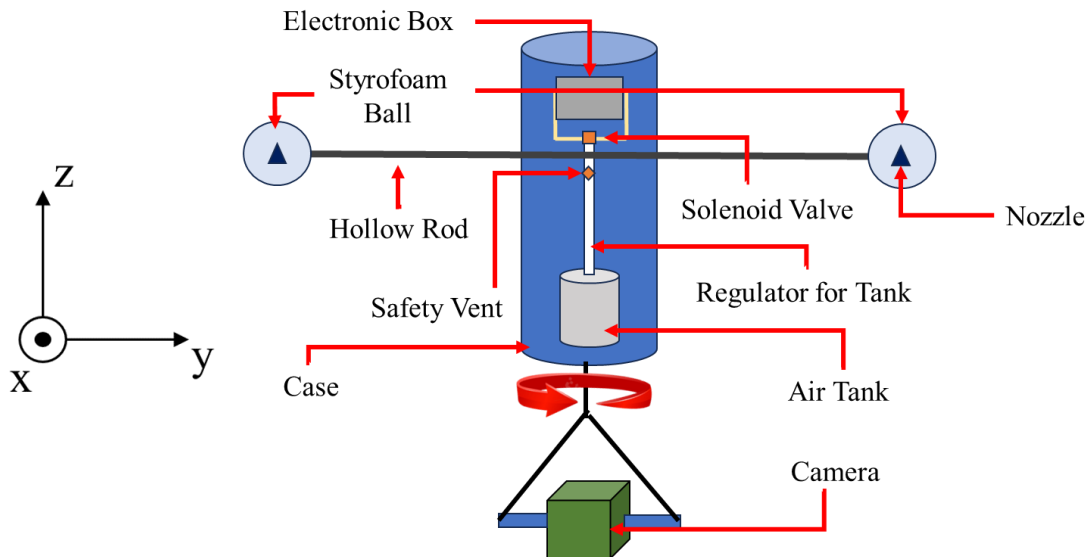 Electronic Box
Styrofoam
Ball
z
Hollow Rod
Solenoid Valve
Nozzle
Safety Vent
Regulator for Tank
x
y
Case
Air Tank
Camera